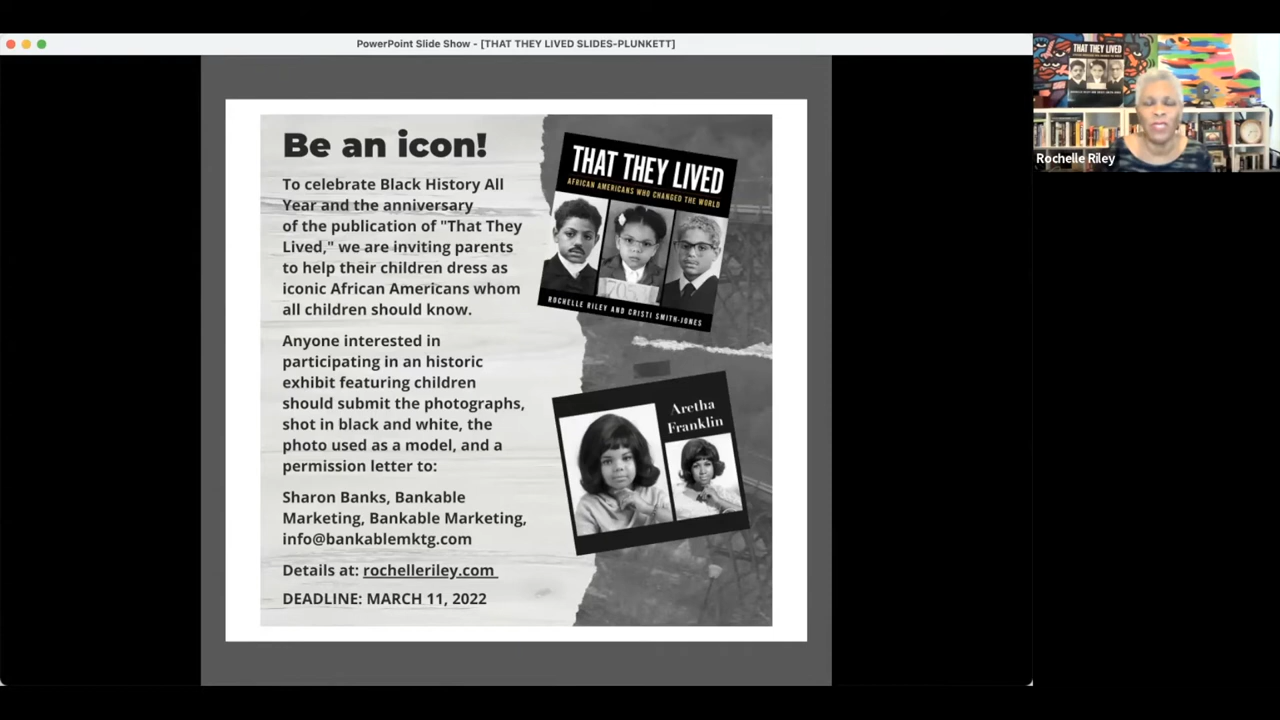 PowerPoint Slide Show - [THAT THEY LIVED SLIDES-PLUNKETT]
Be an icon!
To celebrate Black History All
Year and the anniversary
of the publication of "That They
Lived," we are inviting parents
to help their children dress as
iconic African Americans whom
all children should know.
Anyone interested in
participating in an historic
exhibit featuring children
should submit the photographs,
shot in black and white, the
photo used as a model, and a
permission letter to:
Sharon Banks, Bankable
Marketing, Bankable Marketing,
info@bankablemktg.com
Details at: rochelleriley.com
DEADLINE: MARCH 11, 2022
THAT THEY LIVED
AFRICAN AMERICANS WHO CHANGED THE WORLD
ROCHELLE RILEY AND CRISTI SMITH-JONES
Aretha
Franklin
THAT THEY LIVED
Rochelle Riley